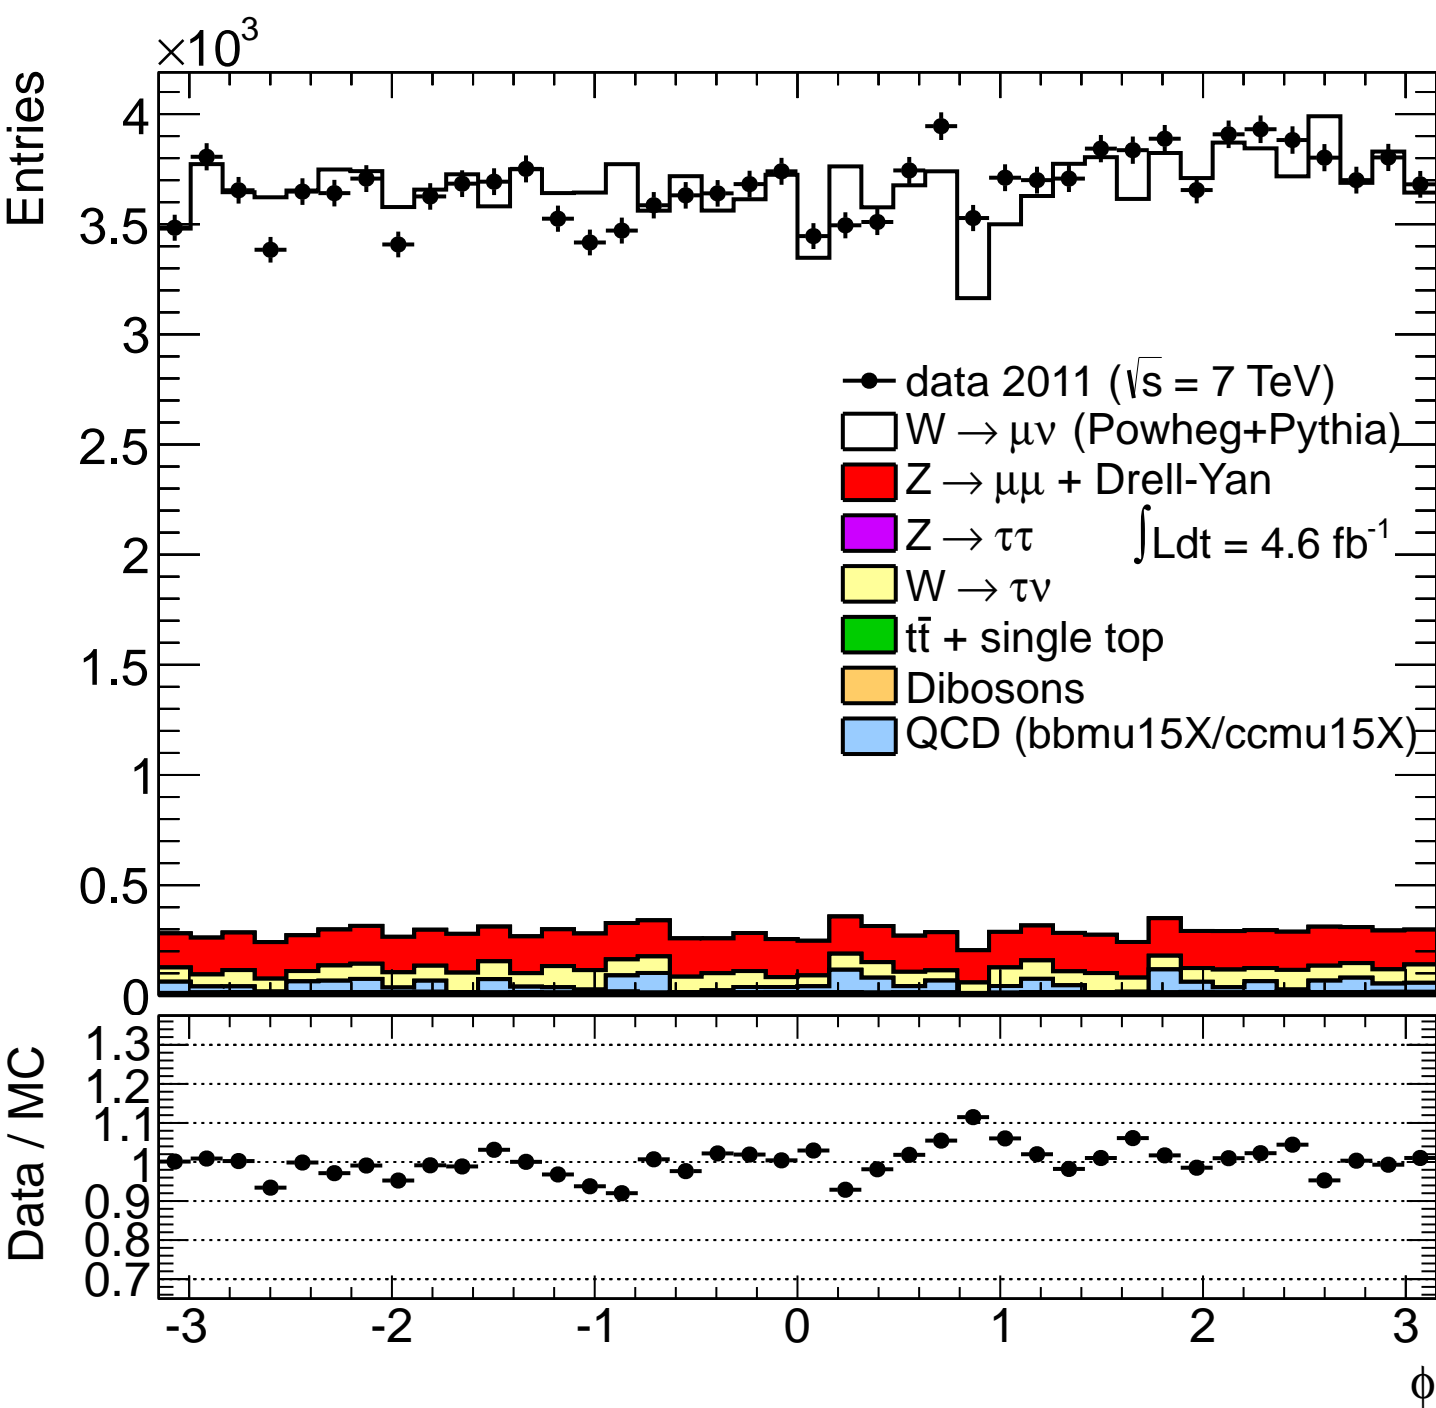 ×10³
Entries
4
3.5
3
2.5
2
1.5
1
0.5
0
data 2011 (√s = 7 TeV)
W → μν (Powheg+Pythia)
Z → μμ + Drell-Yan
Z → ττ
∫Ldt = 4.6 fb⁻¹
W → τν
tt̄ + single top
Dibosons
QCD (bbmu15X/ccmu15X)
Data / MC
1.3
1.2
1.1
1
0.9
0.8
0.7
-3 -2 -1 0 1 2 3
ϕ